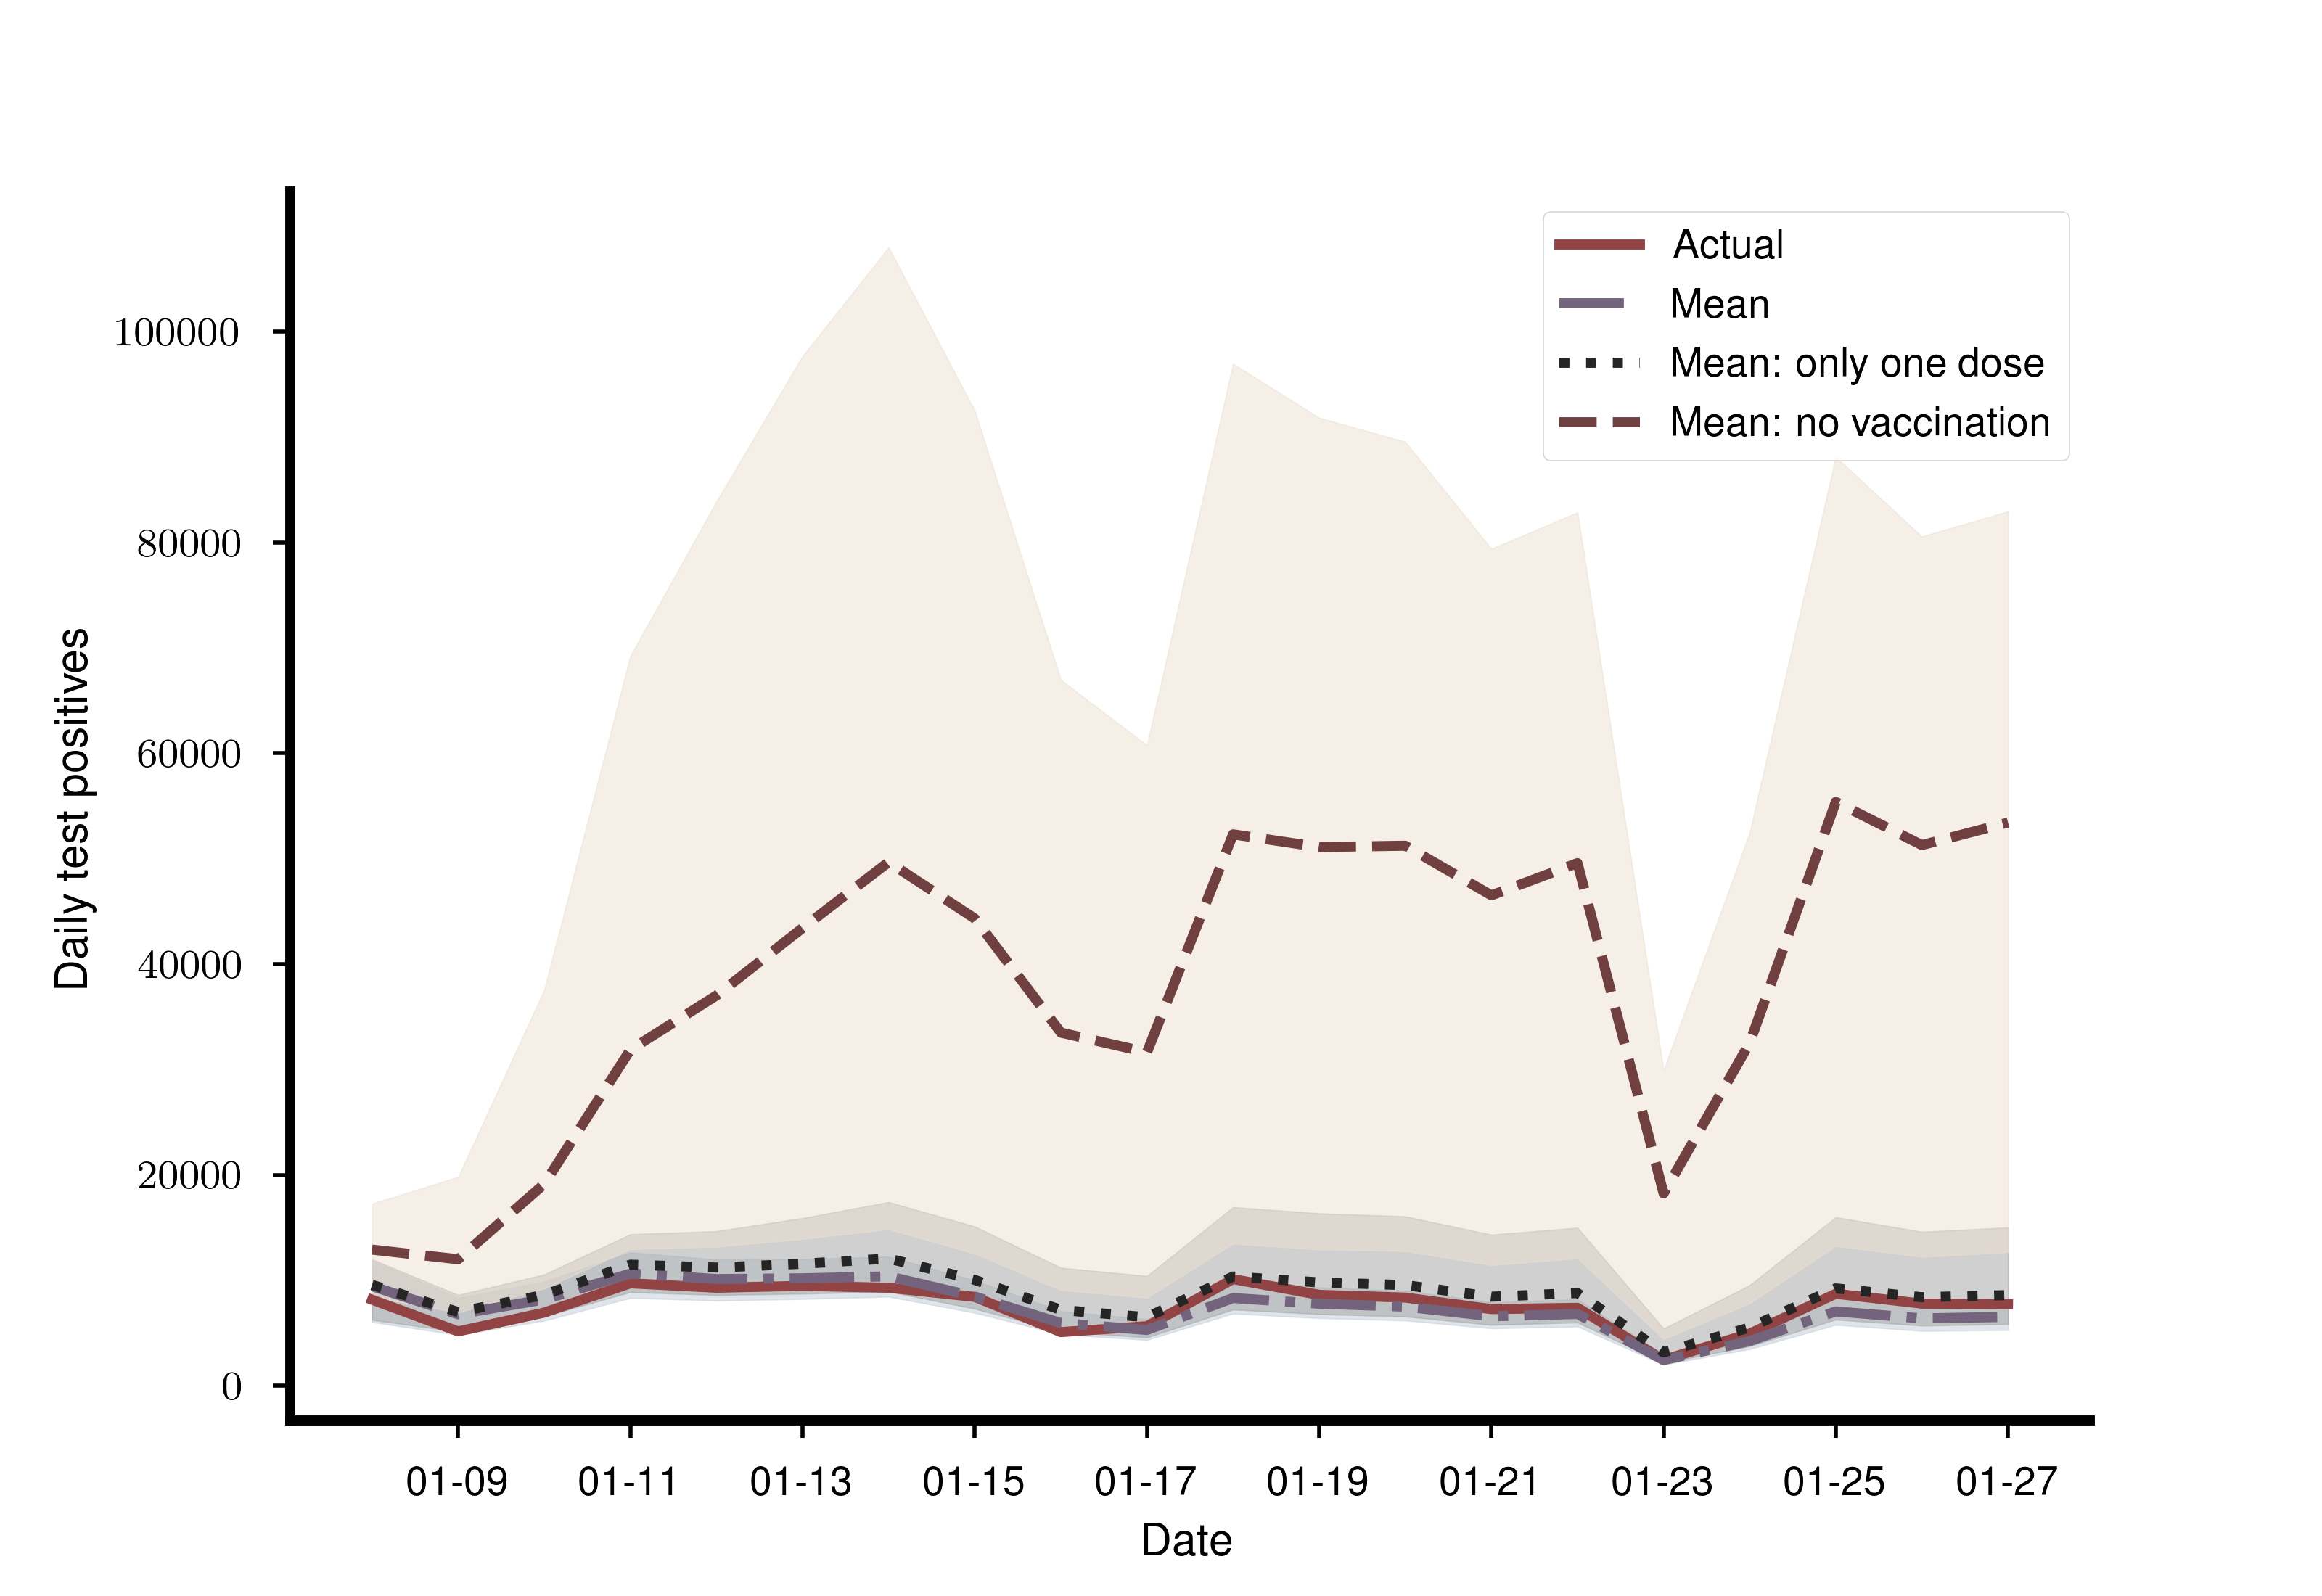 Actual
Mean
Mean: only one dose
Mean: no vaccination
100000
80000
60000
40000
20000
0
Daily test positives
01-09 01-11 01-13 01-15 01-17 01-19 01-21 01-23 01-25 01-27
Date